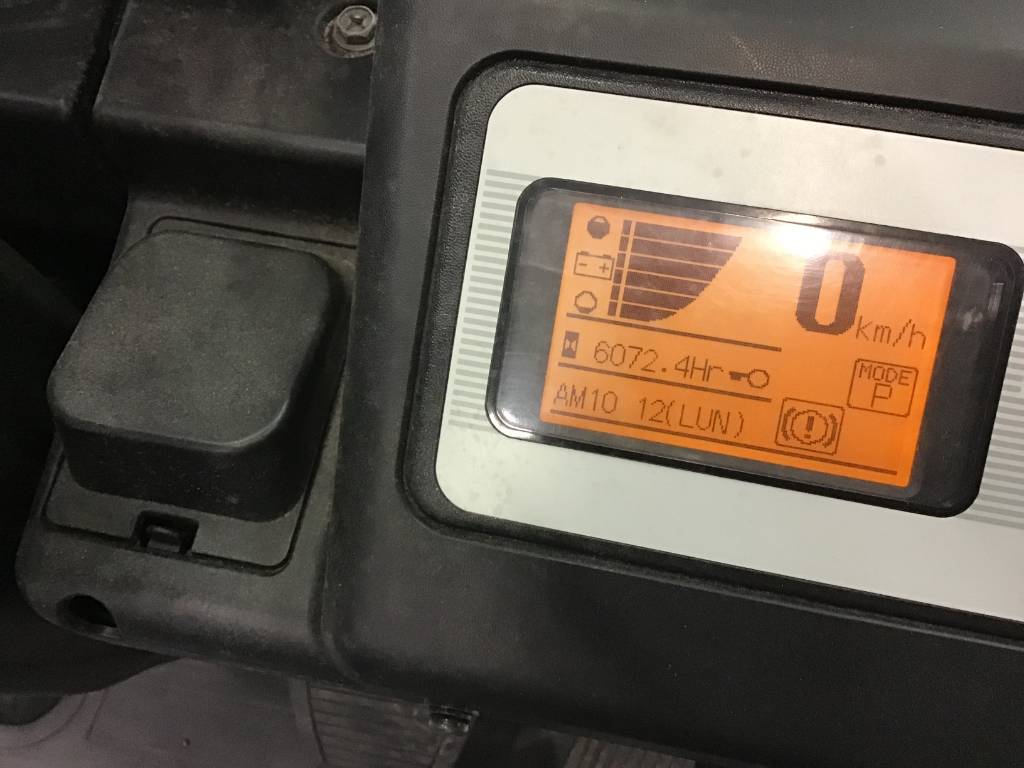 0 km/h
6072.4Hr
MODE
P
AM10 12(LUN)